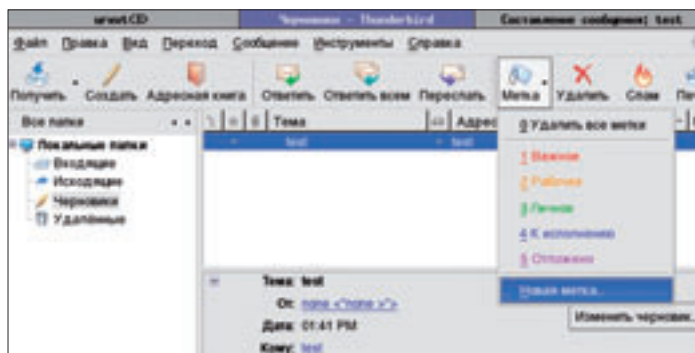 urootCD Черновики - Thunderbird Составление сообщения: test
Файл Правка Вид Переход Сообщение Инструменты Справка
Получить Создать Адресная книга Ответить Ответить всем Переслать Метка Удалить Спам
Все папки
Тема
Локальные папки
Входящие
Исходящие
Черновики
Удалённые
test test
0 Удалить все метки
1 Важное
2 Рабочее
3 Личное
4 К исполнению
5 Отложено
Новая метка...
Изменить черновик...
Тема: test
От: none <"none >">
Дата: 01:41 PM
Кому: test